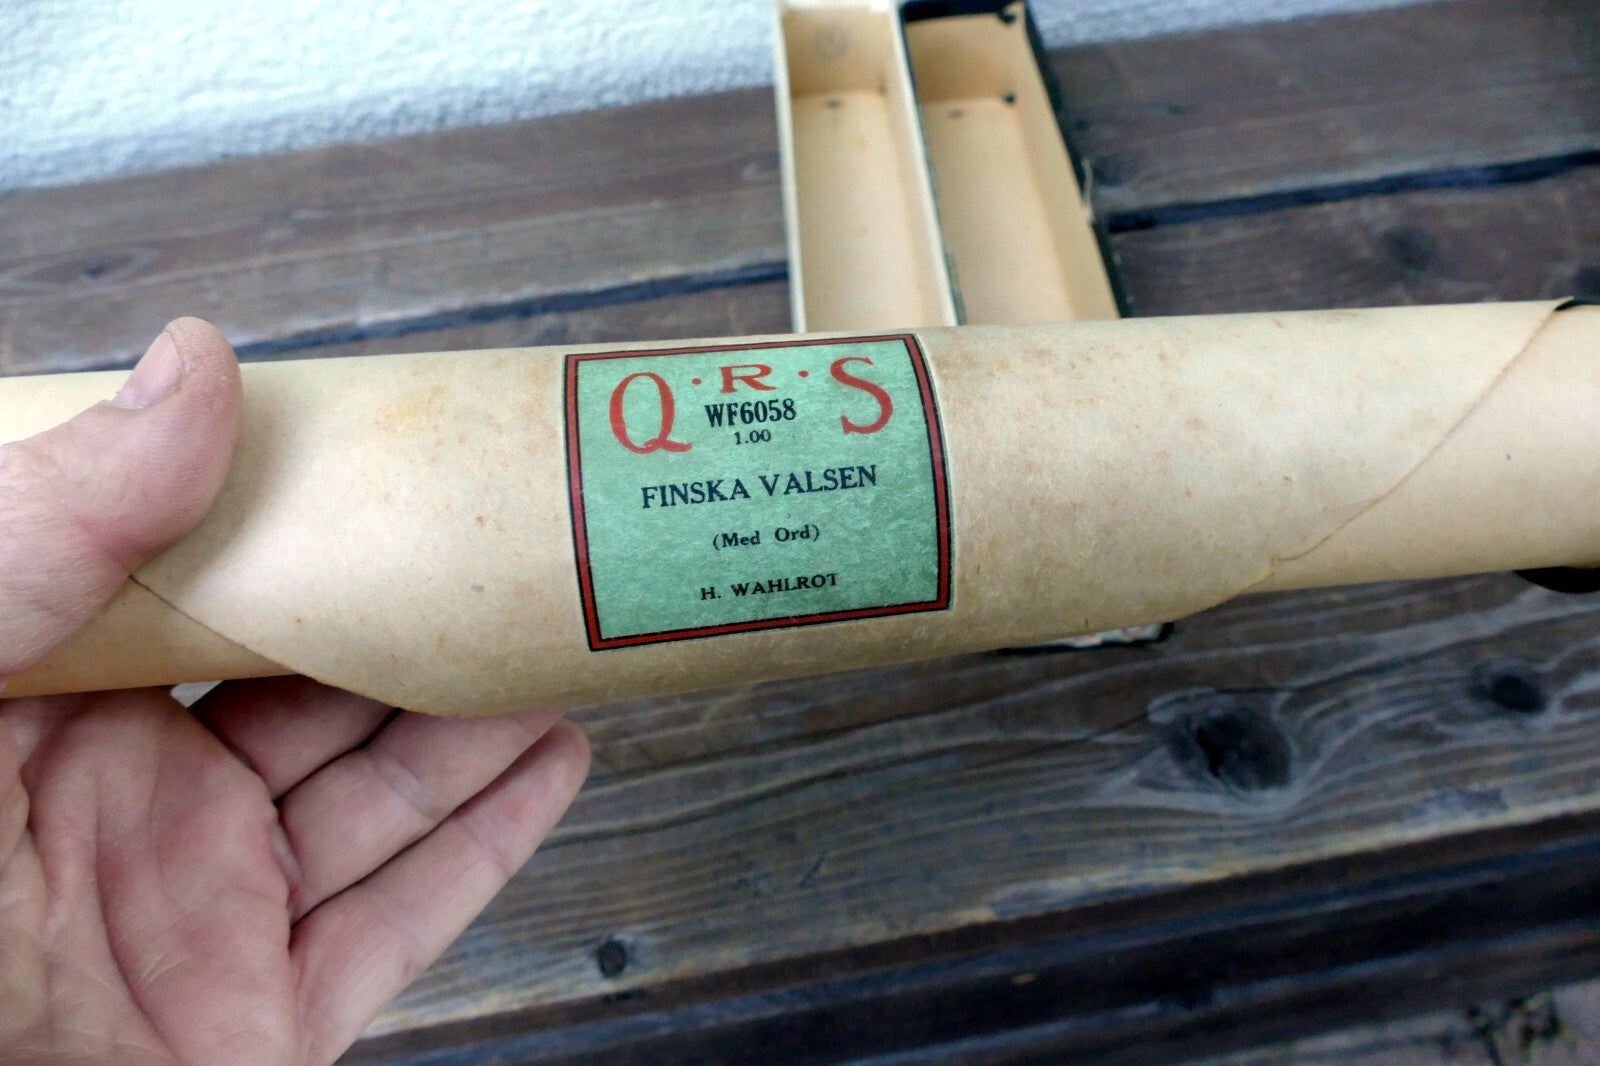 Q·R·S
WF6058
1.00
FINSKA VALSEN
(Med Ord)
H. WAHLROT